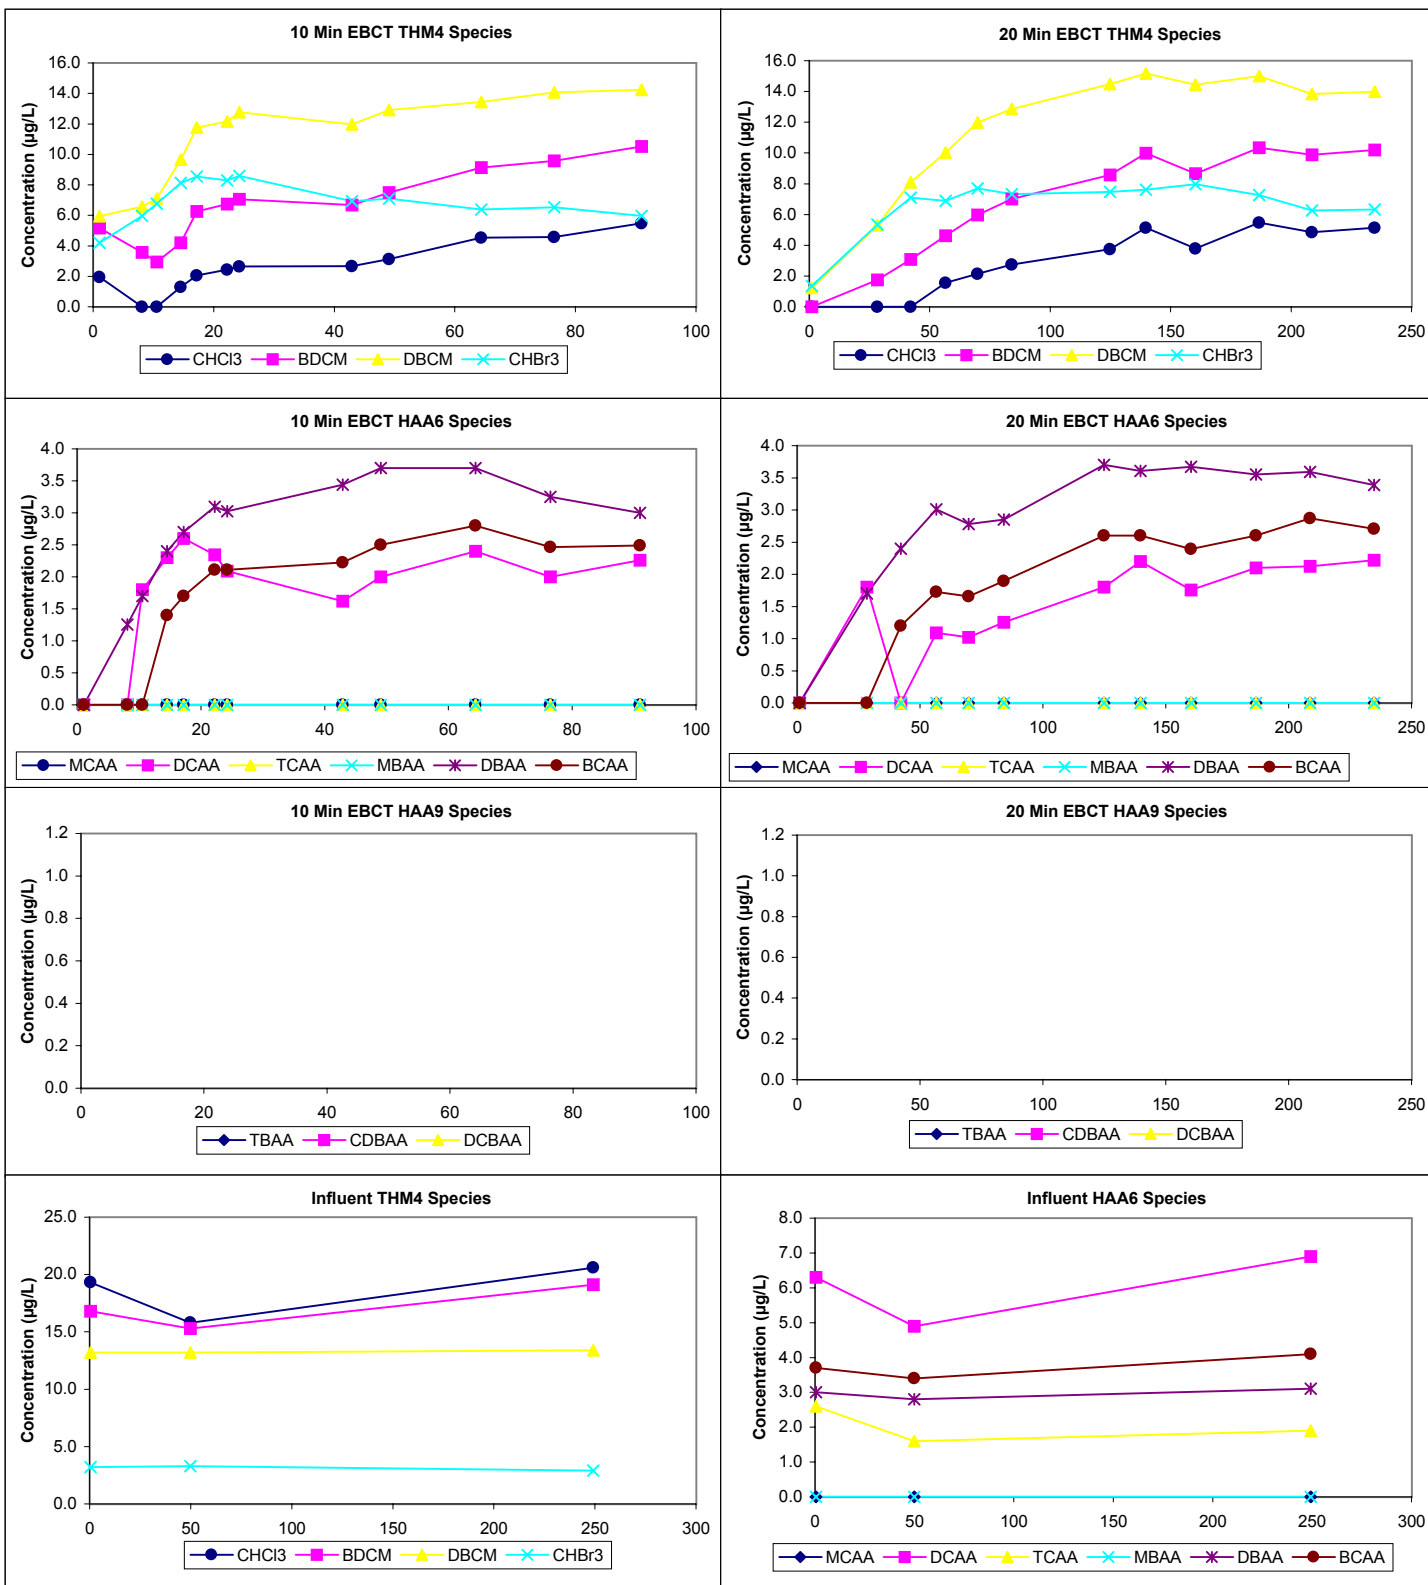 10 Min EBCT THM4 Species
Concentration (µg/L)
16.0
14.0
12.0
10.0
8.0
6.0
4.0
2.0
0.0
0 20 40 60 80 100
CHCl3 BDCM DBCM CHBr3
20 Min EBCT THM4 Species
Concentration (µg/L)
16.0
14.0
12.0
10.0
8.0
6.0
4.0
2.0
0.0
0 50 100 150 200 250
CHCl3 BDCM DBCM CHBr3
10 Min EBCT HAA6 Species
Concentration (µg/L)
4.0
3.5
3.0
2.5
2.0
1.5
1.0
0.5
0.0
0 20 40 60 80 100
MCAA DCAA TCAA MBAA DBAA BCAA
20 Min EBCT HAA6 Species
Concentration (µg/L)
4.0
3.5
3.0
2.5
2.0
1.5
1.0
0.5
0.0
0 50 100 150 200 250
MCAA DCAA TCAA MBAA DBAA BCAA
10 Min EBCT HAA9 Species
Concentration (µg/L)
1.2
1.0
0.8
0.6
0.4
0.2
0.0
0 20 40 60 80 100
TBAA CDBAA DCBAA
20 Min EBCT HAA9 Species
Concentration (µg/L)
1.2
1.0
0.8
0.6
0.4
0.2
0.0
0 50 100 150 200 250
TBAA CDBAA DCBAA
Influent THM4 Species
Concentration (µg/L)
25.0
20.0
15.0
10.0
5.0
0.0
0 50 100 150 200 250 300
CHCl3 BDCM DBCM CHBr3
Influent HAA6 Species
Concentration (µg/L)
8.0
7.0
6.0
5.0
4.0
3.0
2.0
1.0
0.0
0 50 100 150 200 250 300
MCAA DCAA TCAA MBAA DBAA BCAA